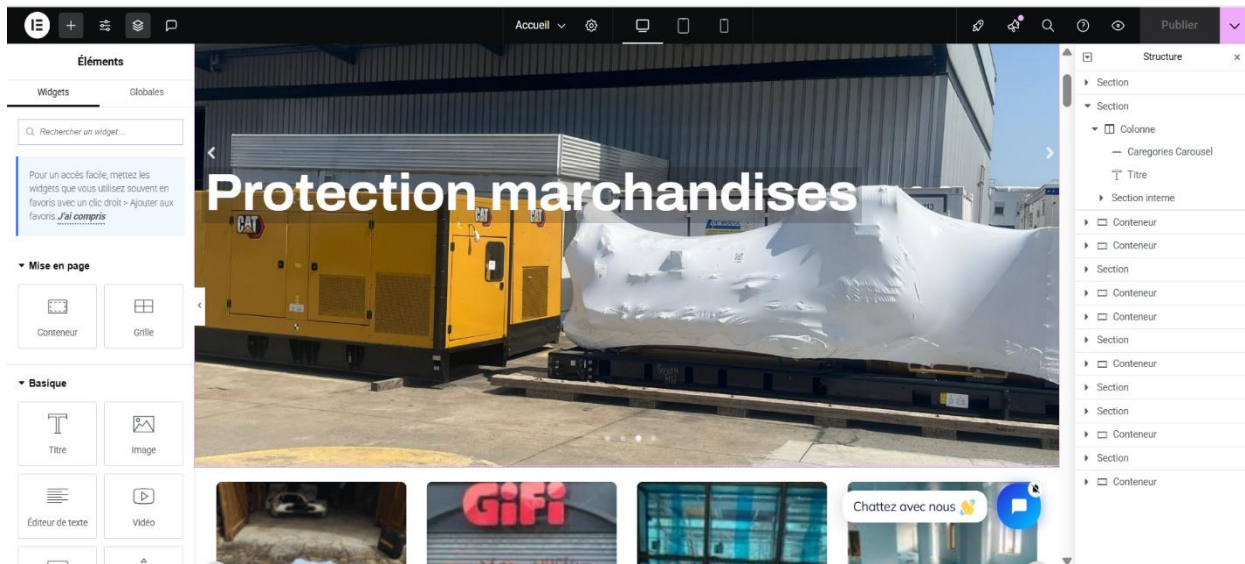 Accueil
Publier
Éléments
Widgets
Globales
Rechercher un widget...
Pour un accès facile, mettez les
widgets que vous utilisez souvent en
favoris avec un clic droit > Ajouter aux
favoris. J'ai compris
Mise en page
Conteneur
Grille
Basique
Titre
Image
Éditeur de texte
Vidéo
Protection marchandises
CAT
CAT
CAT
GiFi
Chattez avec nous 👋
Structure
Section
Section
Colonne
Caregories Carousel
Titre
Section interne
Conteneur
Conteneur
Section
Conteneur
Conteneur
Section
Conteneur
Section
Section
Conteneur
Section
Conteneur